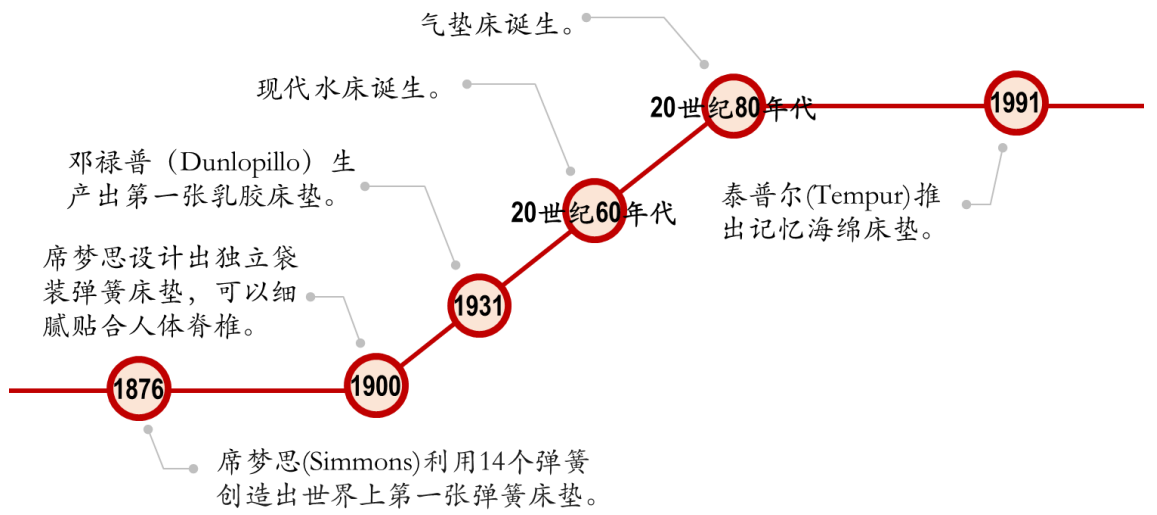 气垫床诞生。
现代水床诞生。
20世纪80年代
1991
邓禄普（Dunlopillo）生
产出第一张乳胶床垫。
20世纪60年代
泰普尔(Tempur)推
出记忆海绵床垫。
席梦思设计出独立袋
装弹簧床垫，可以细
腻贴合人体脊椎。
1931
1876
1900
席梦思(Simmons)利用14个弹簧
创造出世界上第一张弹簧床垫。